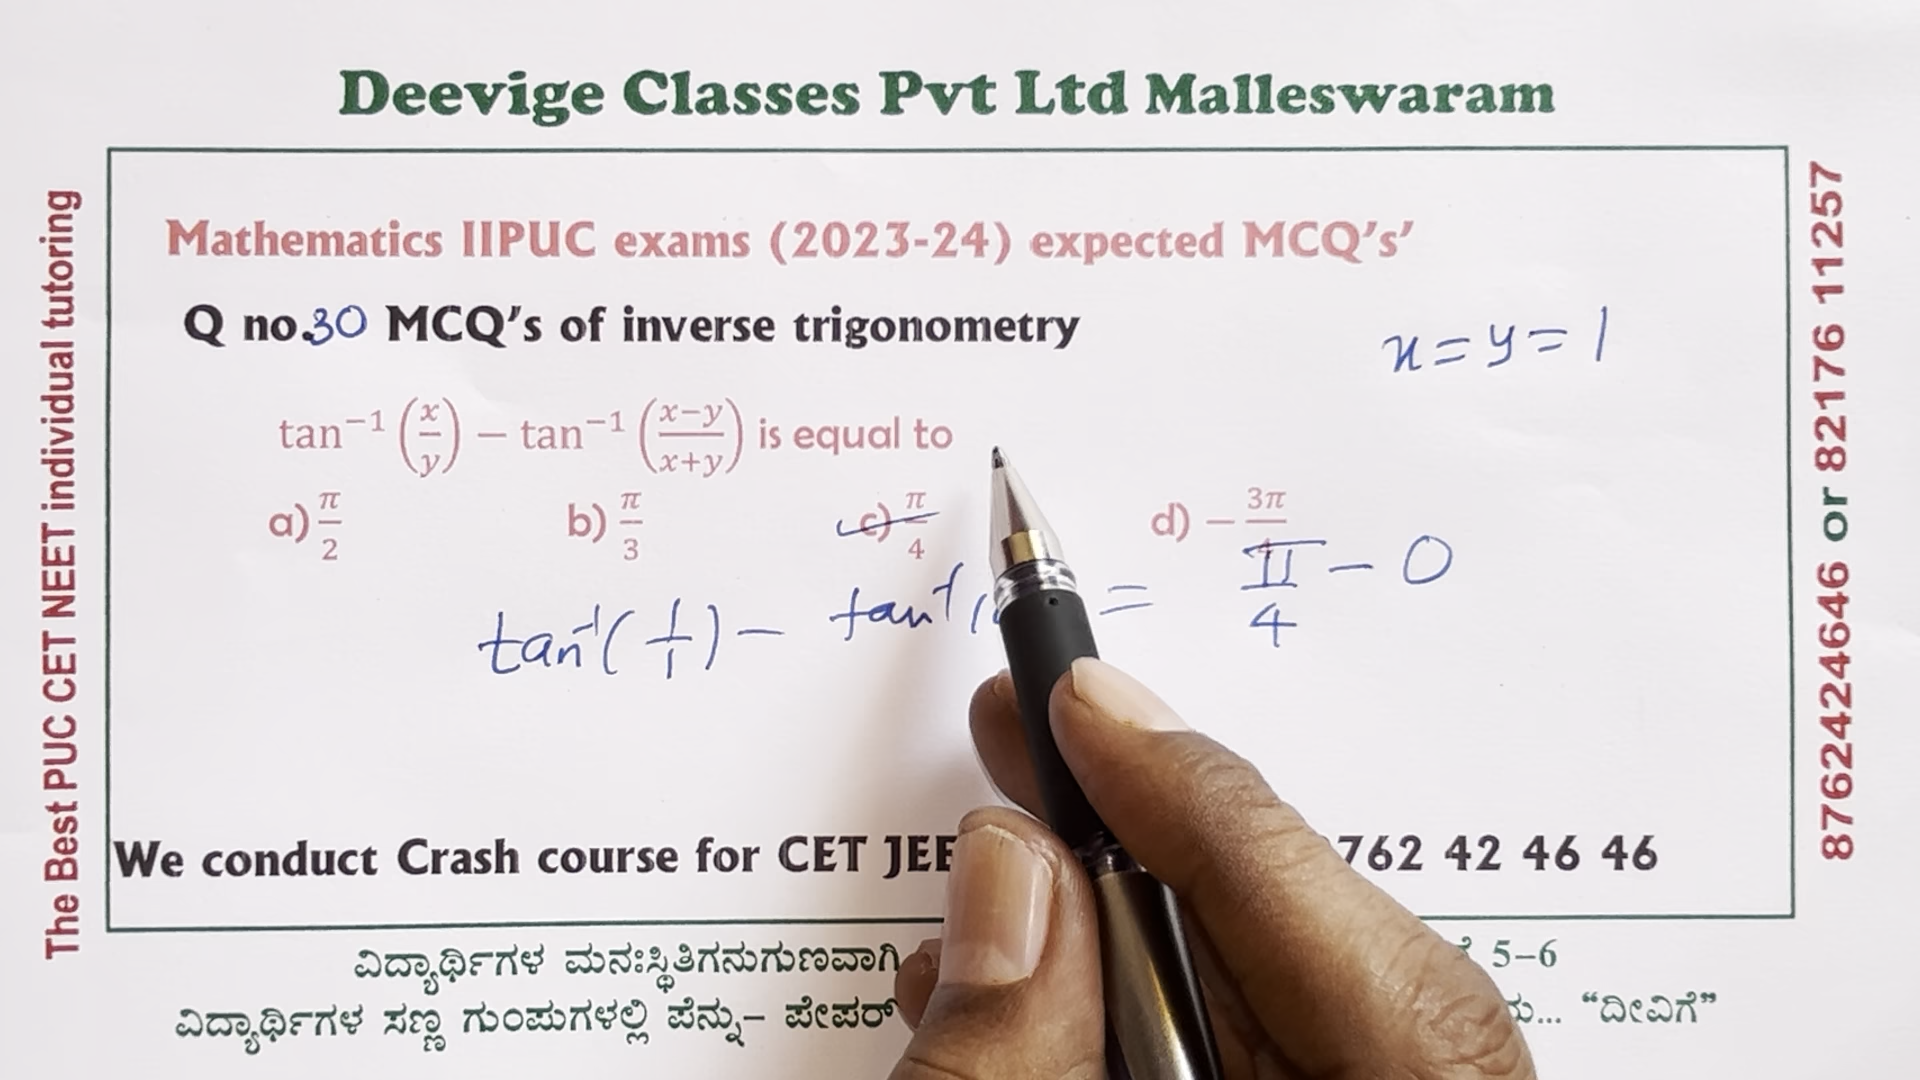 Deevige Classes Pvt Ltd Malleswaram
The Best PUC CET NEET individual tutoring
8762424646 or 82176 11257
Mathematics IIPUC exams (2023-24) expected MCQ's'
Q no.30 MCQ's of inverse trigonometry
x = y = 1
tan⁻¹ (x/y) − tan⁻¹ (x−y/x+y) is equal to
a) π/2 b) π/3 c) π/4 d) − 3π/4
tan⁻¹(1/1) − tan⁻¹( = π/4 − 0
We conduct Crash course for CET JEE 762 42 46 46
ವಿದ್ಯಾರ್ಥಿಗಳ ಮನಃಸ್ಥಿತಿಗನುಗುಣವಾಗಿ 5–6
ವಿದ್ಯಾರ್ಥಿಗಳ ಸಣ್ಣ ಗುಂಪುಗಳಲ್ಲಿ ಪೆನ್ನು– ಪೇಪರ್ ... “ದೀವಿಗೆ”